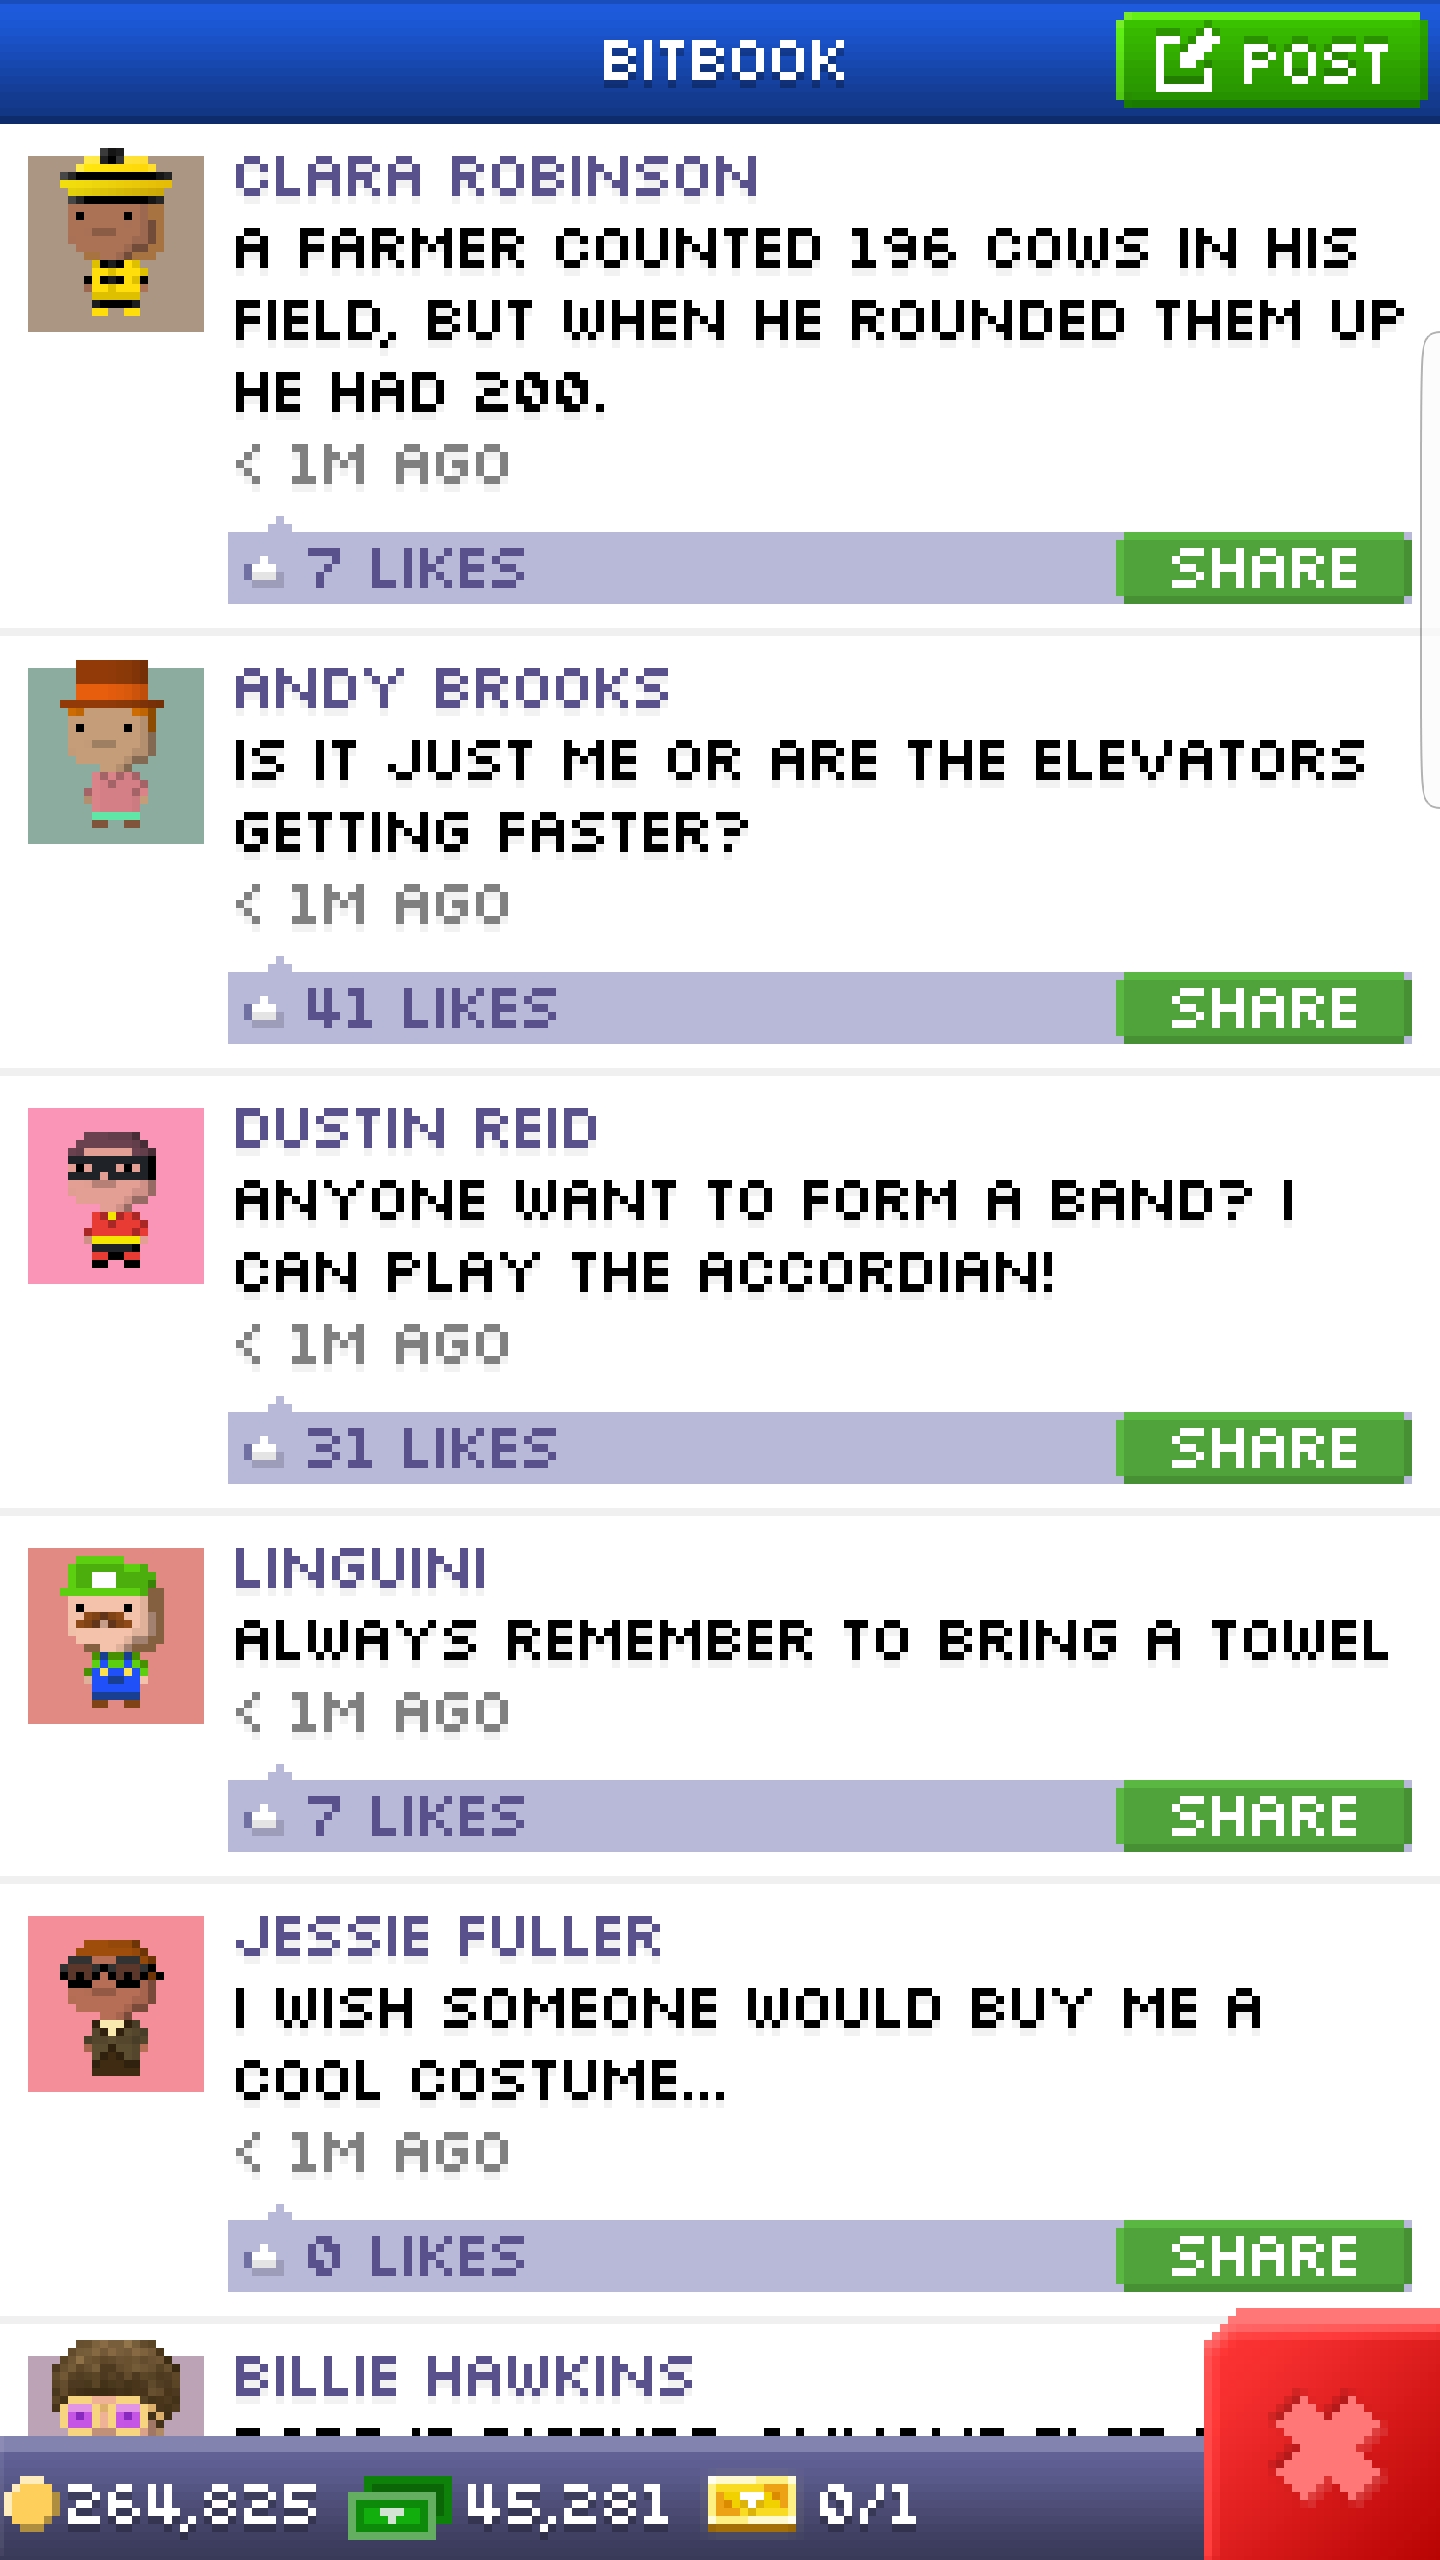 BITBOOK
POST
CLARA ROBINSON
A FARMER COUNTED 196 COWS IN HIS
FIELD, BUT WHEN HE ROUNDED THEM UP
HE HAD 200.
< 1M AGO
7 LIKES
SHARE
ANDY BROOKS
IS IT JUST ME OR ARE THE ELEVATORS
GETTING FASTER?
< 1M AGO
41 LIKES
SHARE
DUSTIN REID
ANYONE WANT TO FORM A BAND? I
CAN PLAY THE ACCORDIAN!
< 1M AGO
31 LIKES
SHARE
LINGUINI
ALWAYS REMEMBER TO BRING A TOWEL
< 1M AGO
7 LIKES
SHARE
JESSIE FULLER
I WISH SOMEONE WOULD BUY ME A
COOL COSTUME...
< 1M AGO
0 LIKES
SHARE
BILLIE HAWKINS
264,825
45,281
0/1